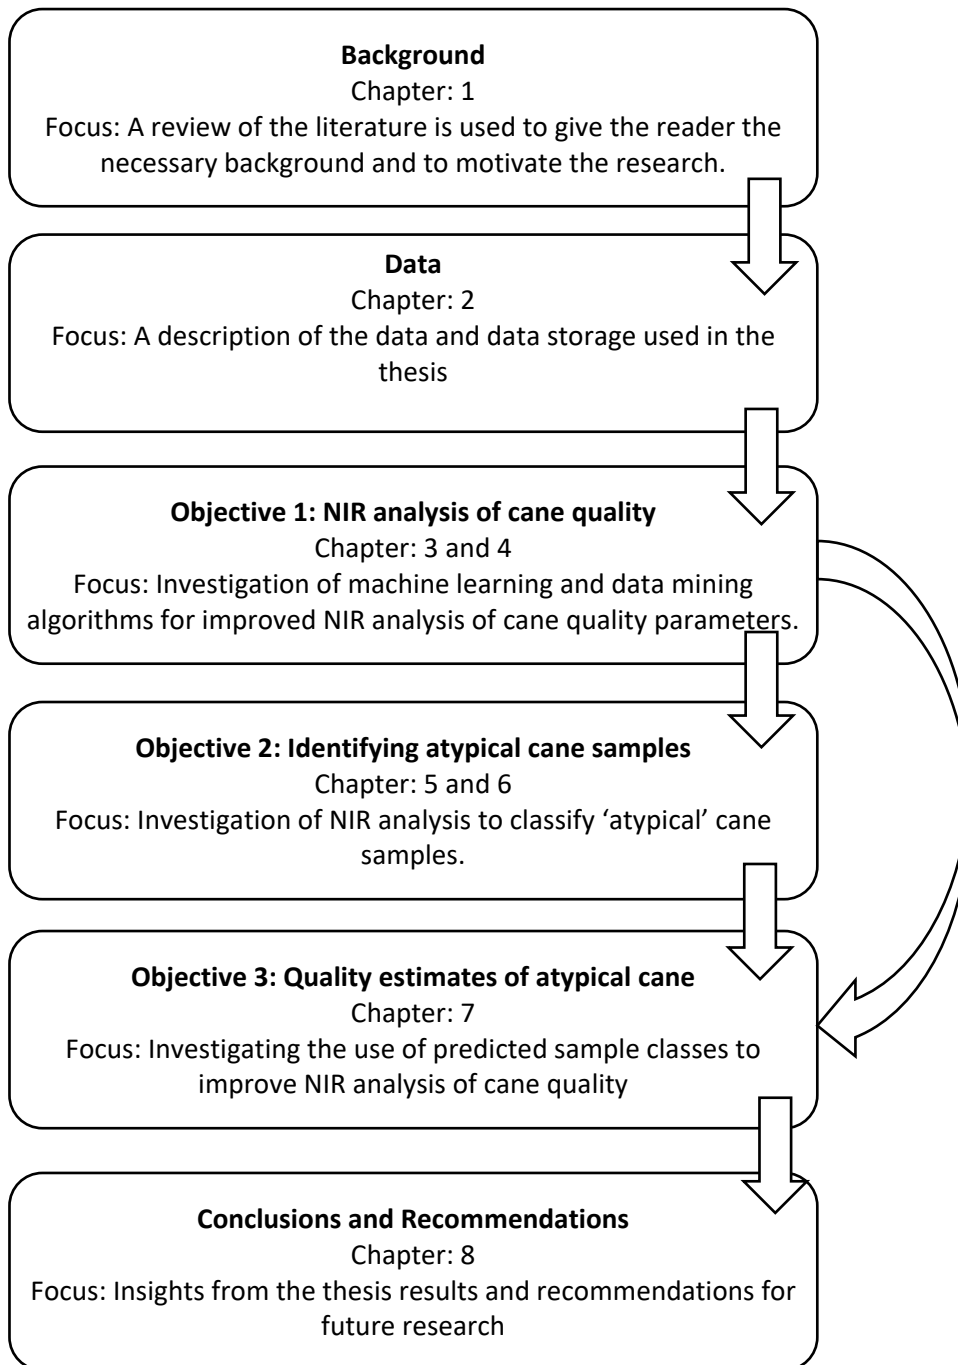 Background
Chapter: 1
Focus: A review of the literature is used to give the reader the
necessary background and to motivate the research.
Data
Chapter: 2
Focus: A description of the data and data storage used in the
thesis
Objective 1: NIR analysis of cane quality
Chapter: 3 and 4
Focus: Investigation of machine learning and data mining
algorithms for improved NIR analysis of cane quality parameters.
Objective 2: Identifying atypical cane samples
Chapter: 5 and 6
Focus: Investigation of NIR analysis to classify ‘atypical’ cane
samples.
Objective 3: Quality estimates of atypical cane
Chapter: 7
Focus: Investigating the use of predicted sample classes to
improve NIR analysis of cane quality
Conclusions and Recommendations
Chapter: 8
Focus: Insights from the thesis results and recommendations for
future research